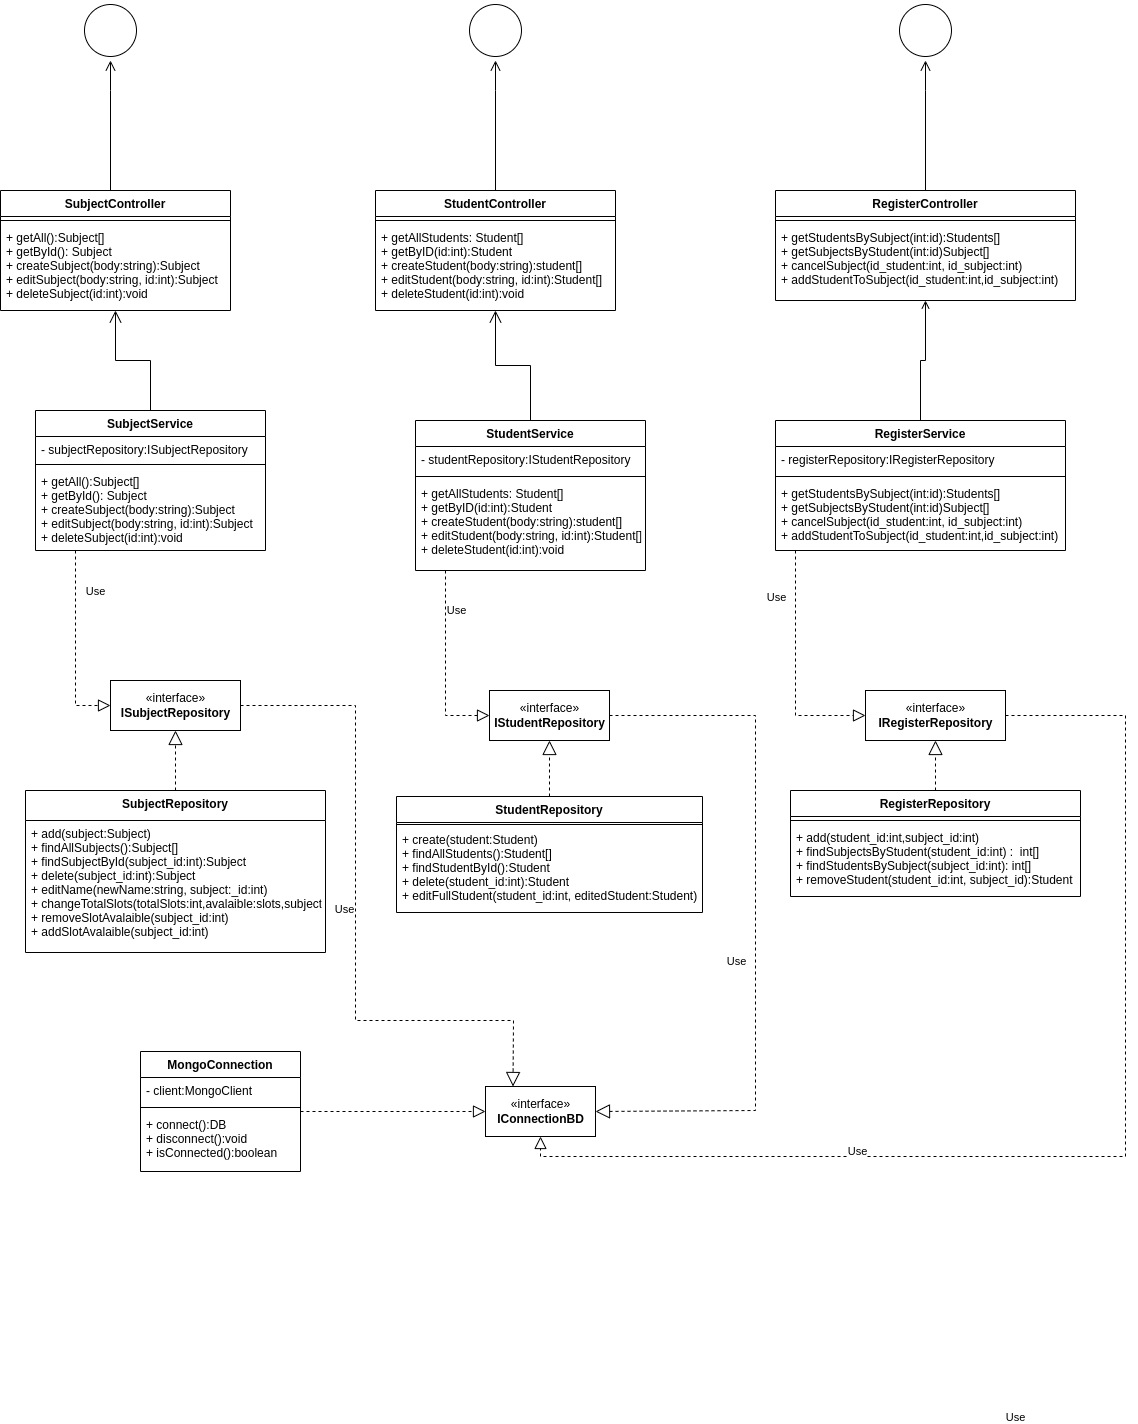 SubjectController
+ getAll():Subject[]
+ getById(): Subject
+ createSubject(body:string):Subject
+ editSubject(body:string, id:int):Subject
+ deleteSubject(id:int):void
StudentController
+ getAllStudents: Student[]
+ getByID(id:int):Student
+ createStudent(body:string):student[]
+ editStudent(body:string, id:int):Student[]
+ deleteStudent(id:int):void
RegisterController
+ getStudentsBySubject(int:id):Students[]
+ getSubjectsByStudent(int:id)Subject[]
+ cancelSubject(id_student:int, id_subject:int)
+ addStudentToSubject(id_student:int,id_subject:int)
SubjectService
- subjectRepository:ISubjectRepository
+ getAll():Subject[]
+ getById(): Subject
+ createSubject(body:string):Subject
+ editSubject(body:string, id:int):Subject
+ deleteSubject(id:int):void
StudentService
- studentRepository:IStudentRepository
+ getAllStudents: Student[]
+ getByID(id:int):Student
+ createStudent(body:string):student[]
+ editStudent(body:string, id:int):Student[]
+ deleteStudent(id:int):void
RegisterService
- registerRepository:IRegisterRepository
+ getStudentsBySubject(int:id):Students[]
+ getSubjectsByStudent(int:id)Subject[]
+ cancelSubject(id_student:int, id_subject:int)
+ addStudentToSubject(id_student:int,id_subject:int)
Use
Use
Use
«interface»
ISubjectRepository
«interface»
IStudentRepository
«interface»
IRegisterRepository
SubjectRepository
+ add(subject:Subject)
+ findAllSubjects():Subject[]
+ findSubjectById(subject_id:int):Subject
+ delete(subject_id:int):Subject
+ editName(newName:string, subject:_id:int)
+ changeTotalSlots(totalSlots:int,avalaible:slots,subject
+ removeSlotAvalaible(subject_id:int)
+ addSlotAvalaible(subject_id:int)
StudentRepository
+ create(student:Student)
+ findAllStudents():Student[]
+ findStudentById():Student
+ delete(student_id:int):Student
+ editFullStudent(student_id:int, editedStudent:Student)
RegisterRepository
+ add(student_id:int,subject_id:int)
+ findSubjectsByStudent(student_id:int) :  int[]
+ findStudentsBySubject(subject_id:int): int[]
+ removeStudent(student_id:int, subject_id):Student
Use
Use
MongoConnection
- client:MongoClient
+ connect():DB
+ disconnect():void
+ isConnected():boolean
«interface»
IConnectionBD
Use
Use